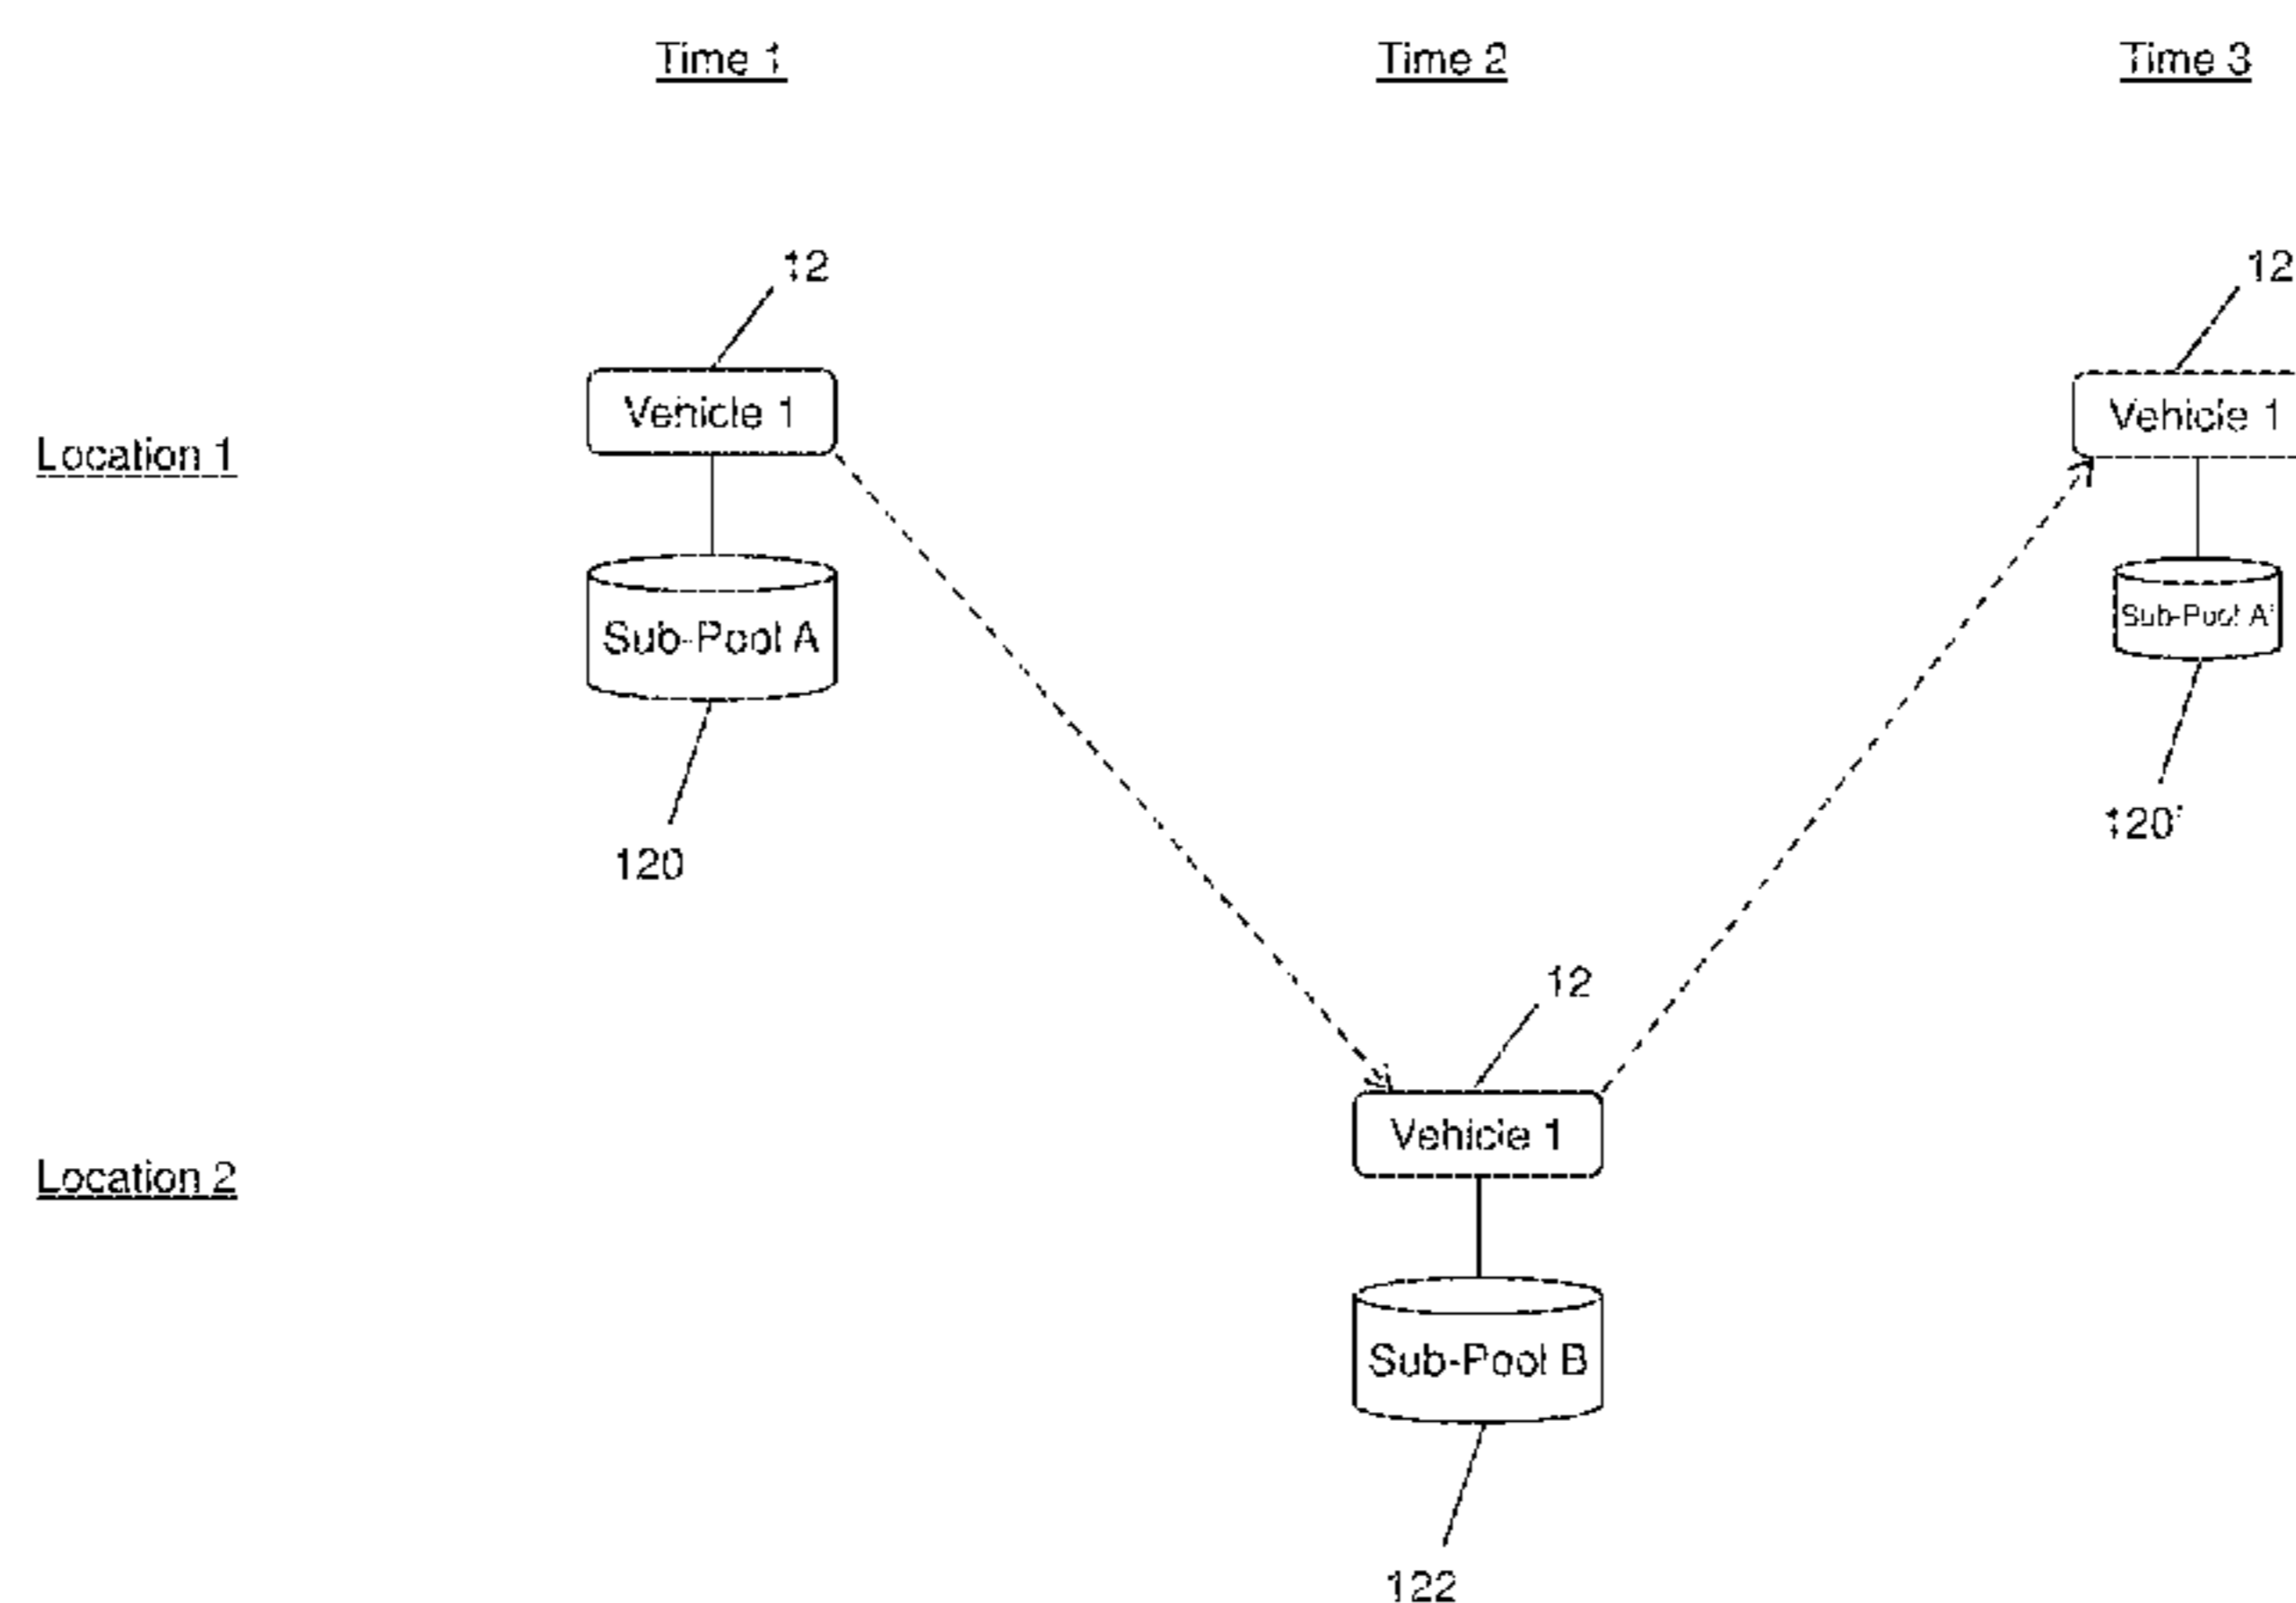 Time 1 Time 2 Time 3
12 12
Vehicle 1 Vehicle 1
Location 1
Sub-Pool A Sub-Pool A'
120 120'
12
Vehicle 1
Location 2
Sub-Pool B
122